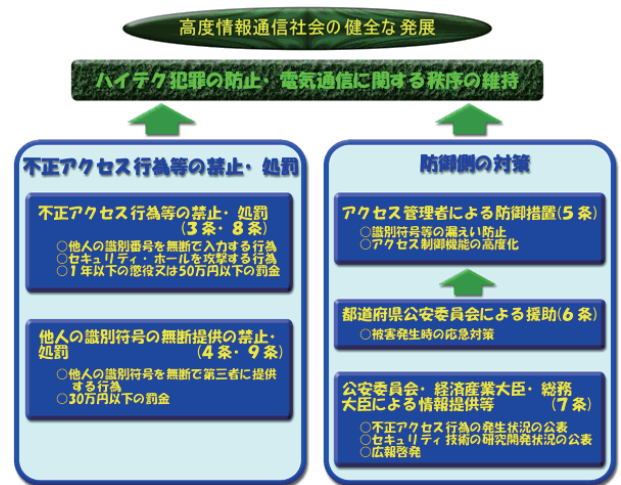 高度情報通信社会の健全な発展
ハイテク犯罪の防止・電気通信に関する秩序の維持
不正アクセス行為等の禁止・処罰
不正アクセス行為等の禁止・処罰
(3条・8条)
○他人の識別番号を無断で入力する行為
○セキュリティ・ホールを攻撃する行為
○1年以下の懲役又は50万円以下の罰金
他人の識別符号の無断提供の禁止・
処罰 (4条・9条)
○他人の識別符号を無断で第三者に提供
する行為
○30万円以下の罰金
防御側の対策
アクセス管理者による防御措置(5条)
○識別符号等の漏えい防止
○アクセス制御機能の高度化
都道府県公安委員会による援助(6条)
○被害発生時の応急対策
公安委員会・経済産業大臣・総務
大臣による情報提供等 (7条)
○不正アクセス行為の発生状況の公表
○セキュリティ技術の研究開発状況の公表
○広報啓発